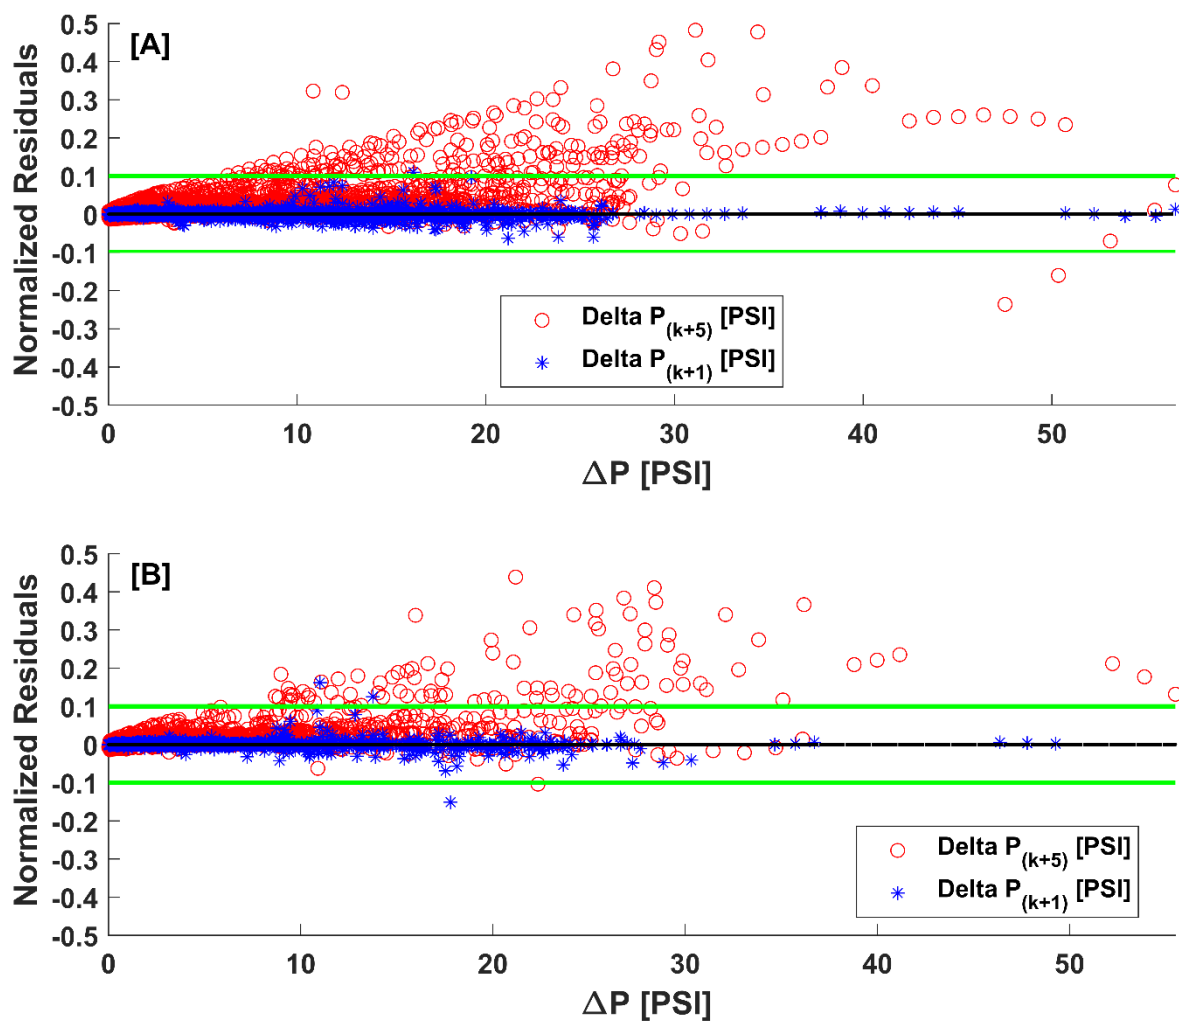 [A]
Normalized Residuals
0.5
0.4
0.3
0.2
0.1
0
-0.1
-0.2
-0.3
-0.4
-0.5
Delta P(k+5) [PSI]
Delta P(k+1) [PSI]
0 10 20 30 40 50
ΔP [PSI]
[B]
Normalized Residuals
0.5
0.4
0.3
0.2
0.1
0
-0.1
-0.2
-0.3
-0.4
-0.5
Delta P(k+5) [PSI]
Delta P(k+1) [PSI]
0 10 20 30 40 50
ΔP [PSI]